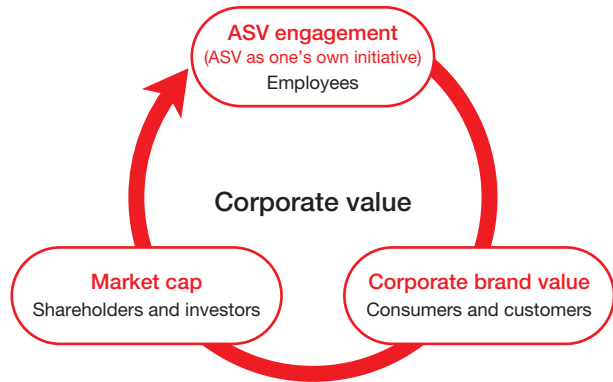 ASV engagement
(ASV as one's own initiative)
Employees
Corporate value
Market cap
Shareholders and investors
Corporate brand value
Consumers and customers